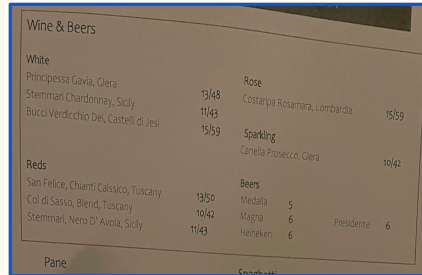 Wine & Beers
White
Principessa Gavia, Glera 13/48
Stemmari Chardonnay, Sicily 11/43
Bucci Verdicchio Dei, Castelli di Jesi 15/59
Rose
Costaripa Rosamara, Lombardia 15/59
Sparkling
Canella Prosecco, Glera 10/42
Reds
San Felice, Chianti Calssico, Tuscany 13/50
Col di Sasso, Blend, Tuscany 10/42
Stemmari, Nero D' Avola, Sicily 11/43
Beers
Medalla 5
Magna 6 Presidente 6
Heineken 6
Pane
Spaghetti